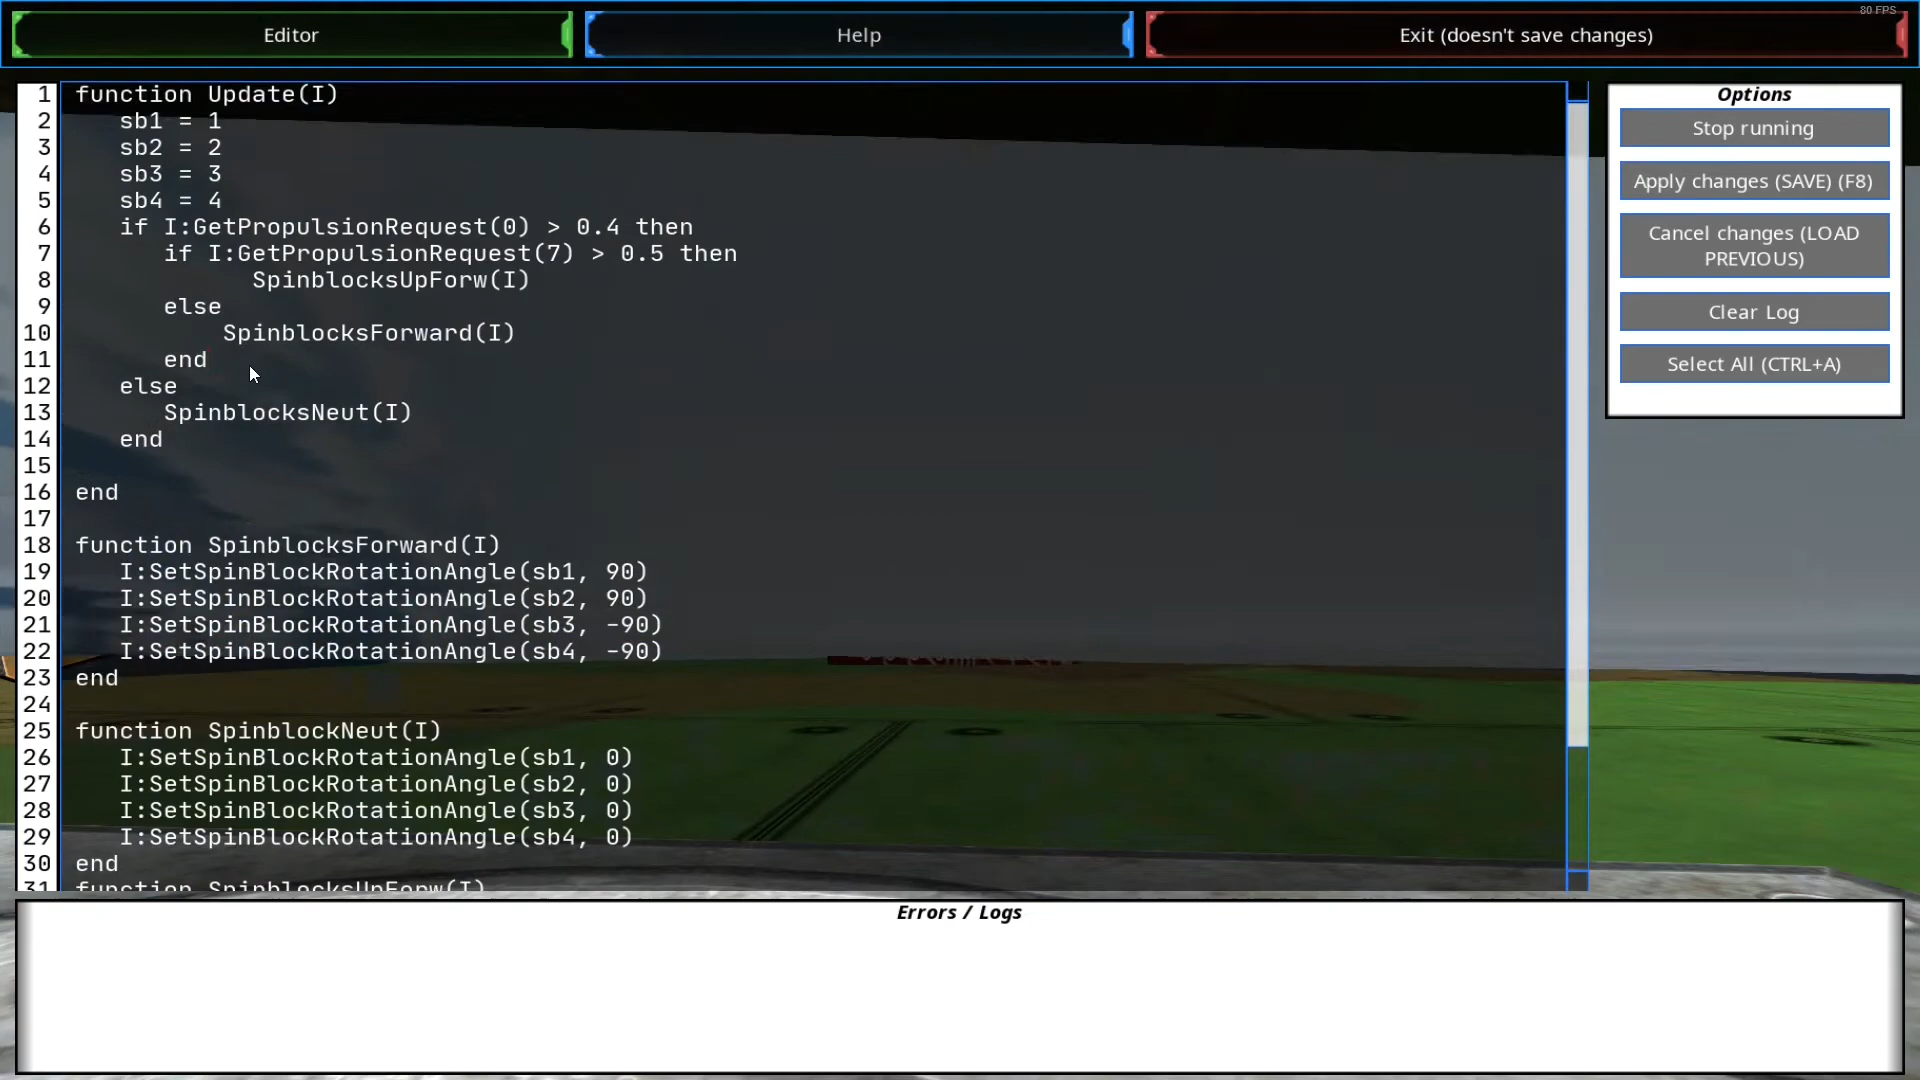 80 FPS
Editor
Help
Exit (doesn't save changes)
1 function Update(I)
2 sb1 = 1
3 sb2 = 2
4 sb3 = 3
5 sb4 = 4
6 if I:GetPropulsionRequest(0) > 0.4 then
7 if I:GetPropulsionRequest(7) > 0.5 then
8 SpinblocksUpForw(I)
9 else
10 SpinblocksForward(I)
11 end
12 else
13 SpinblocksNeut(I)
14 end
15
16 end
17
18 function SpinblocksForward(I)
19 I:SetSpinBlockRotationAngle(sb1, 90)
20 I:SetSpinBlockRotationAngle(sb2, 90)
21 I:SetSpinBlockRotationAngle(sb3, -90)
22 I:SetSpinBlockRotationAngle(sb4, -90)
23 end
24
25 function SpinblockNeut(I)
26 I:SetSpinBlockRotationAngle(sb1, 0)
27 I:SetSpinBlockRotationAngle(sb2, 0)
28 I:SetSpinBlockRotationAngle(sb3, 0)
29 I:SetSpinBlockRotationAngle(sb4, 0)
30 end
31 function SpinblocksUpForw(I)
Options
Stop running
Apply changes (SAVE) (F8)
Cancel changes (LOAD
PREVIOUS)
Clear Log
Select All (CTRL+A)
Errors / Logs